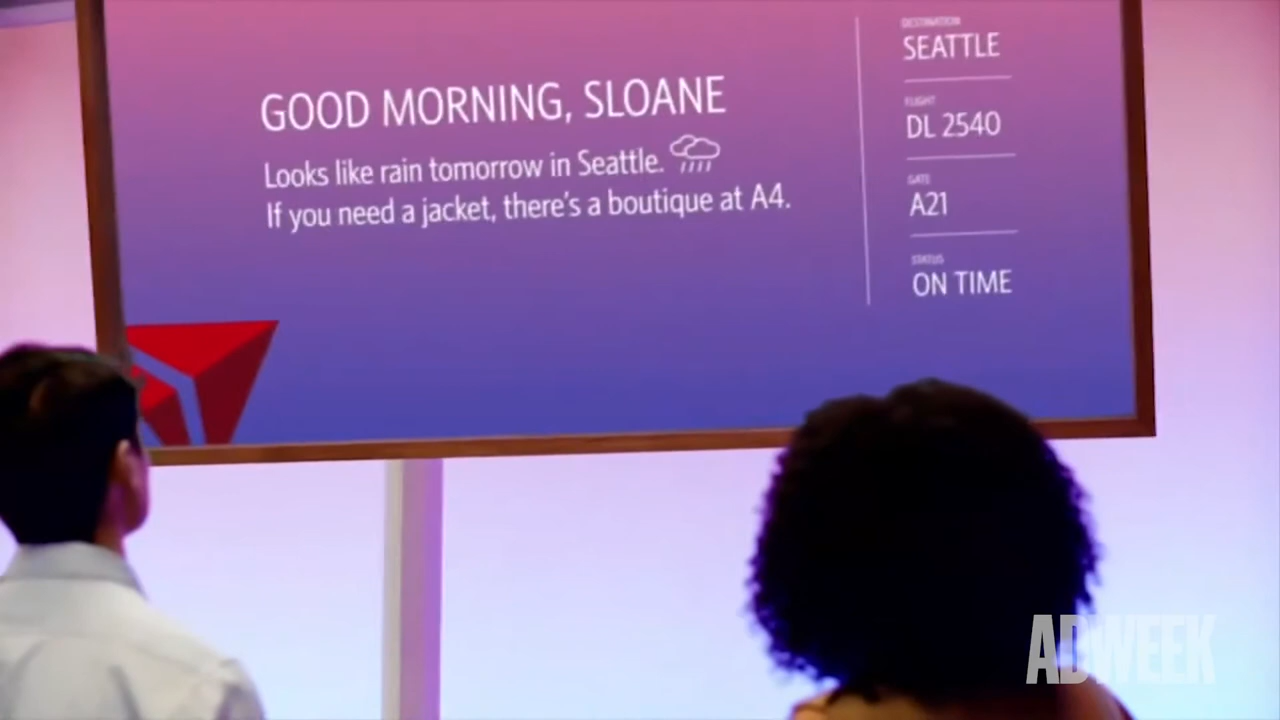 GOOD MORNING, SLOANE
Looks like rain tomorrow in Seattle.
If you need a jacket, there's a boutique at A4.
DESTINATION
SEATTLE
FLIGHT
DL 2540
GATE
A21
STATUS
ON TIME
ADWEEK